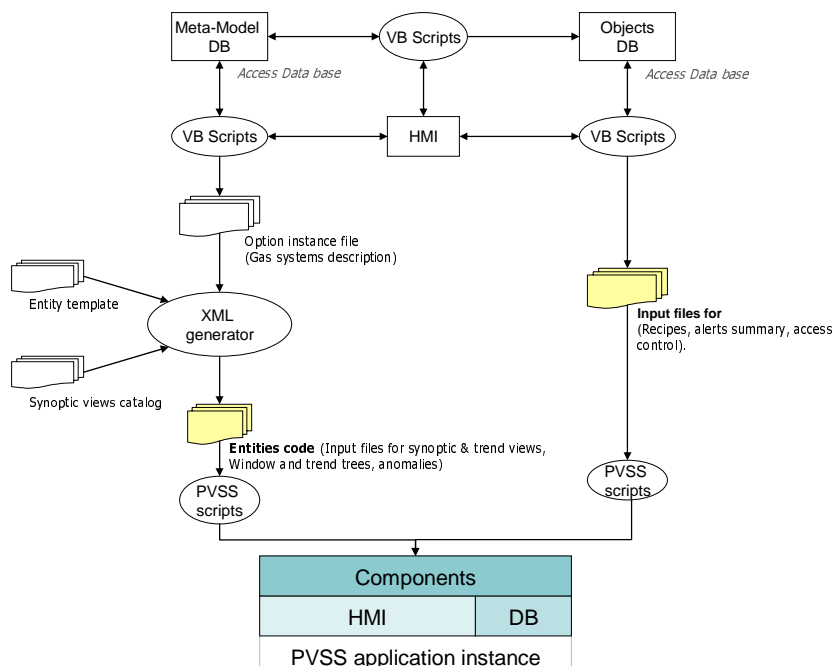 Meta-Model
DB
VB Scripts
Objects
DB
Access Data base
Access Data base
VB Scripts
HMI
VB Scripts
Option instance file
(Gas systems description)
Entity template
XML
generator
Input files for
(Recipes, alerts summary, access
control).
Synoptic views catalog
Entities code (Input files for synoptic & trend views,
Window and trend trees, anomalies)
PVSS
scripts
PVSS
scripts
Components
HMI
DB
PVSS application instance